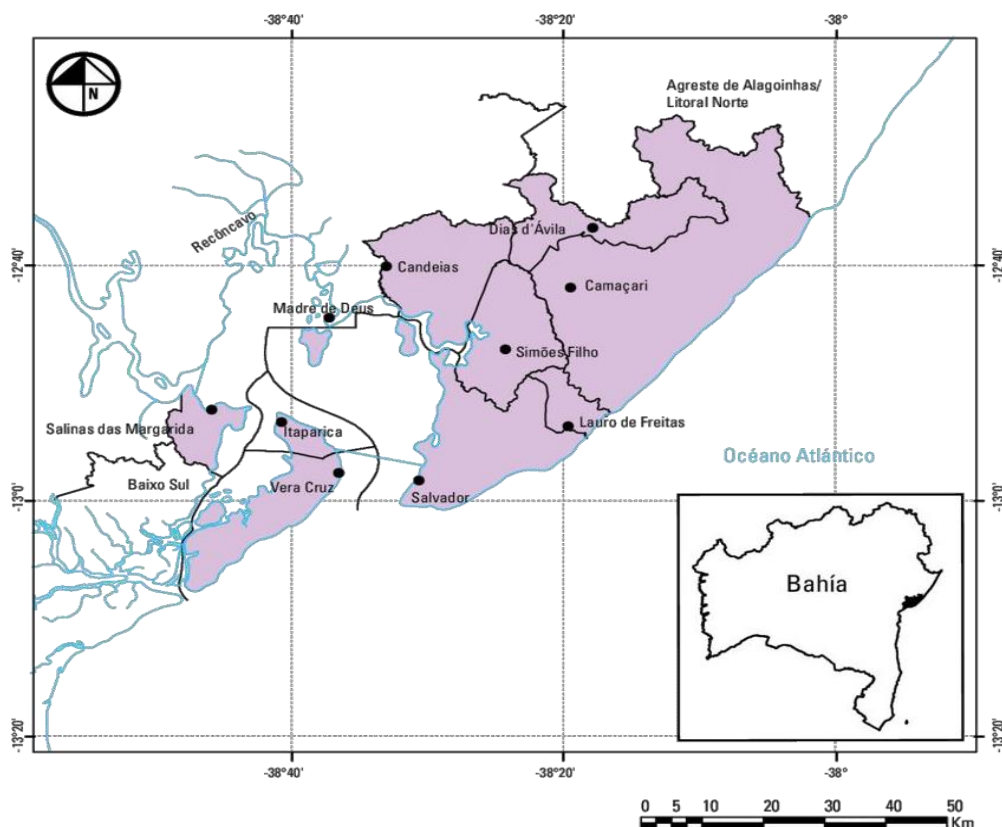 -38°40'
-38°20'
-38°
N
Agreste de Alagoinhas/
Litoral Norte
Recôncavo
Dias d'Ávila
-12°40'
-12°40'
Candeias
Camaçari
Madre de Deus
Simões Filho
Salinas das Margarida
Itaparica
Lauro de Freitas
Océano Atlántico
Baixo Sul
Vera Cruz
Salvador
-13°0'
-13°0'
Bahía
-13°20'
-13°20'
-38°40'
-38°20'
-38°
0 5 10 20 30 40 50
Km